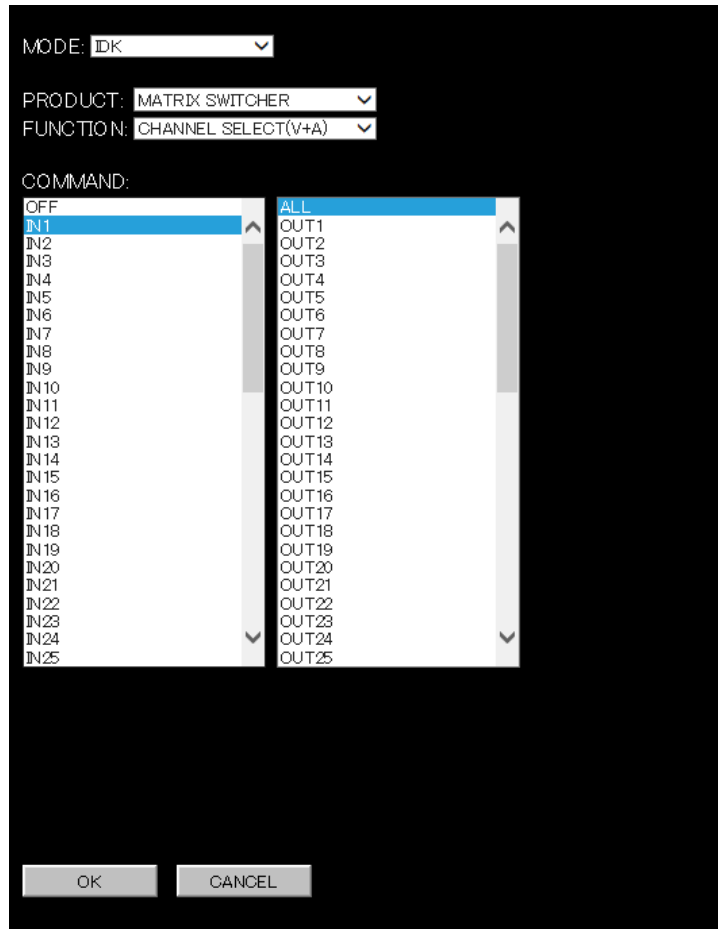 MODE: IDK
PRODUCT: MATRIX SWITCHER
FUNCTION: CHANNEL SELECT(V+A)
COMMAND:
OFF
IN1
IN2
IN3
IN4
IN5
IN6
IN7
IN8
IN9
IN10
IN11
IN12
IN13
IN14
IN15
IN16
IN17
IN18
IN19
IN20
IN21
IN22
IN23
IN24
IN25
ALL
OUT1
OUT2
OUT3
OUT4
OUT5
OUT6
OUT7
OUT8
OUT9
OUT10
OUT11
OUT12
OUT13
OUT14
OUT15
OUT16
OUT17
OUT18
OUT19
OUT20
OUT21
OUT22
OUT23
OUT24
OUT25
OK CANCEL